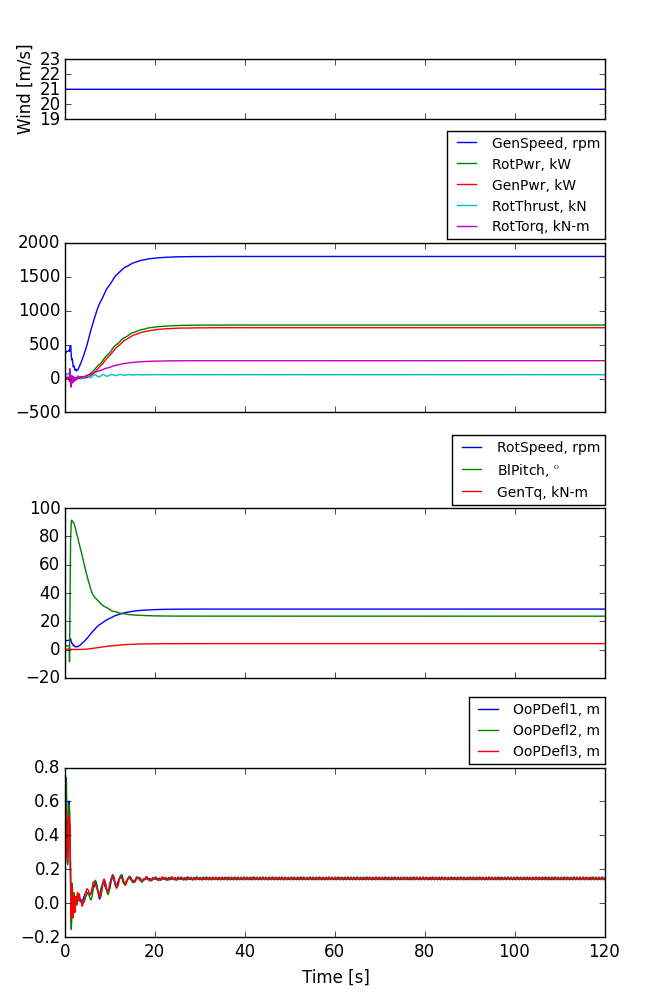 Wind [m/s]
23
22
21
20
19
GenSpeed, rpm
RotPwr, kW
GenPwr, kW
RotThrust, kN
RotTorq, kN-m
2000
1500
1000
500
0
−500
RotSpeed, rpm
BlPitch, °
GenTq, kN-m
100
80
60
40
20
0
−20
OoPDefl1, m
OoPDefl2, m
OoPDefl3, m
0.8
0.6
0.4
0.2
0.0
−0.2
0 20 40 60 80 100 120
Time [s]